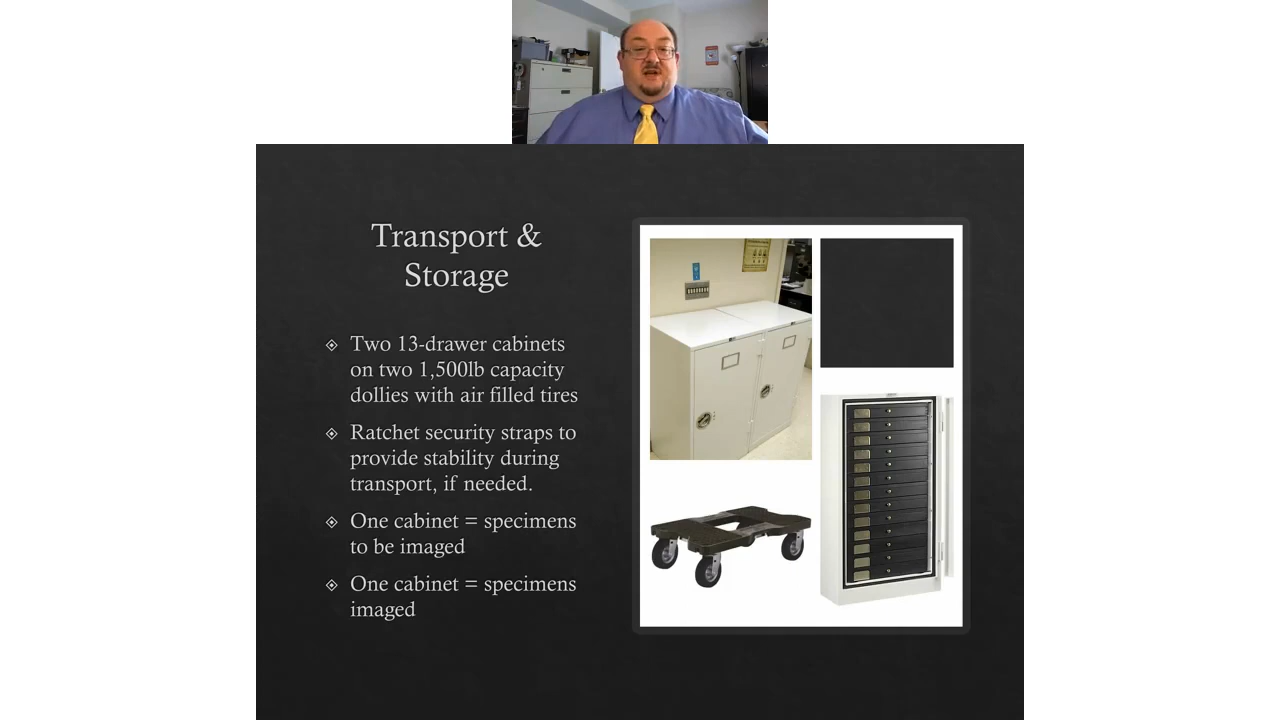 Transport &
Storage
Two 13-drawer cabinets
on two 1,500lb capacity
dollies with air filled tires
Ratchet security straps to
provide stability during
transport, if needed.
One cabinet = specimens
to be imaged
One cabinet = specimens
imaged